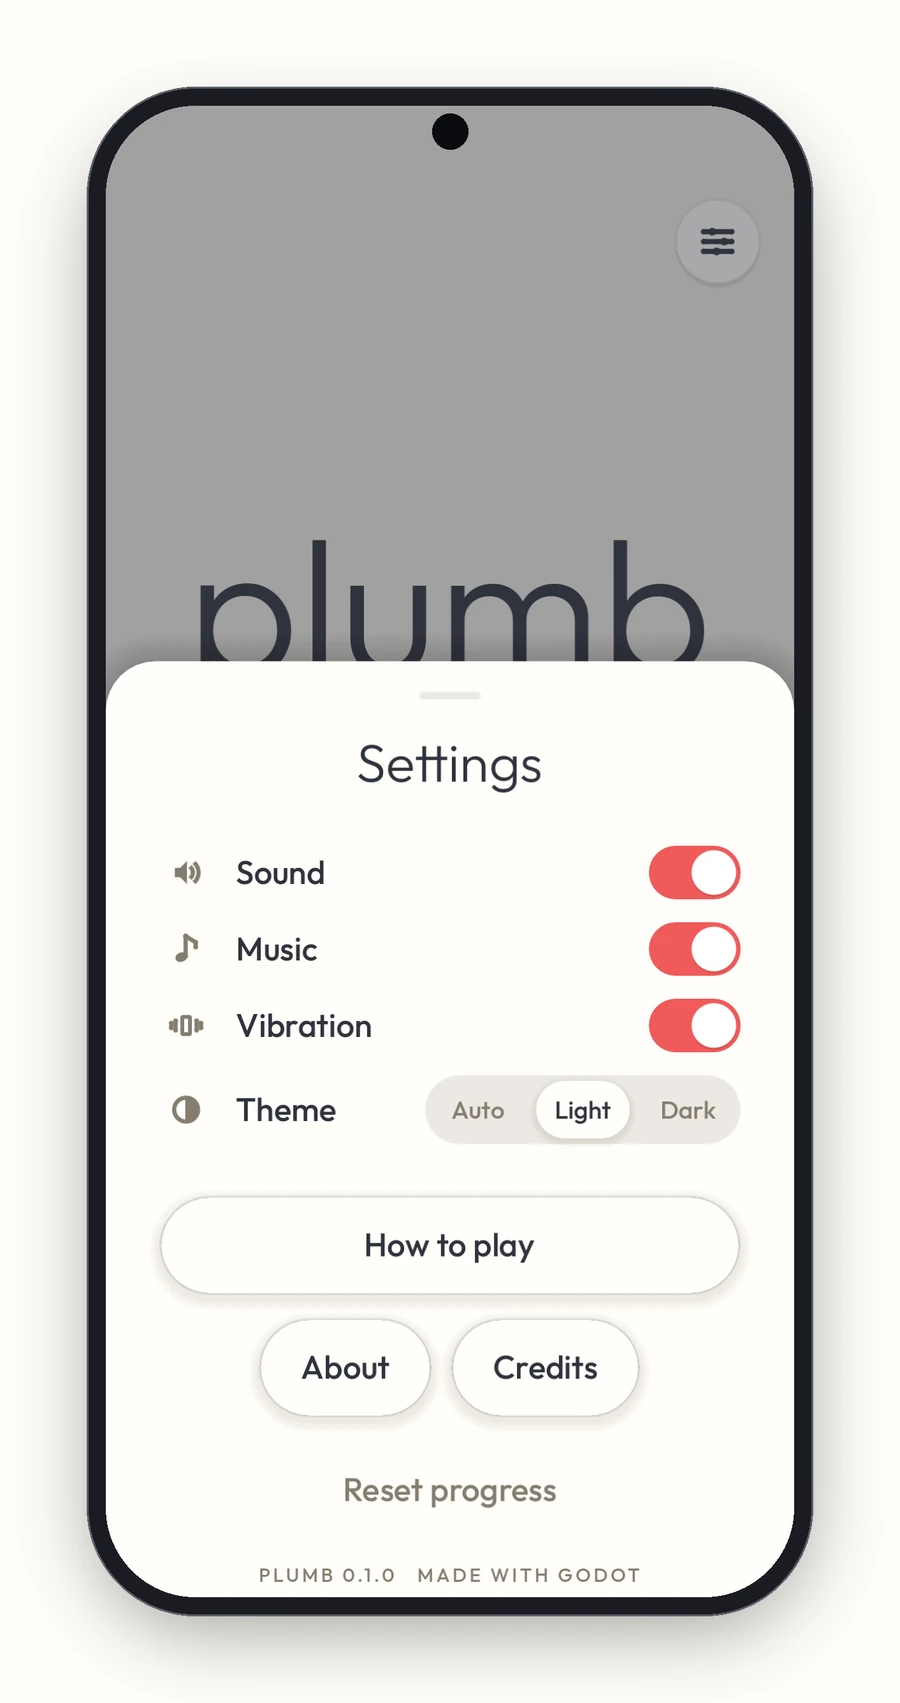 plumb
Settings
Sound
Music
Vibration
Theme Auto Light Dark
How to play
About Credits
Reset progress
PLUMB 0.1.0 MADE WITH GODOT